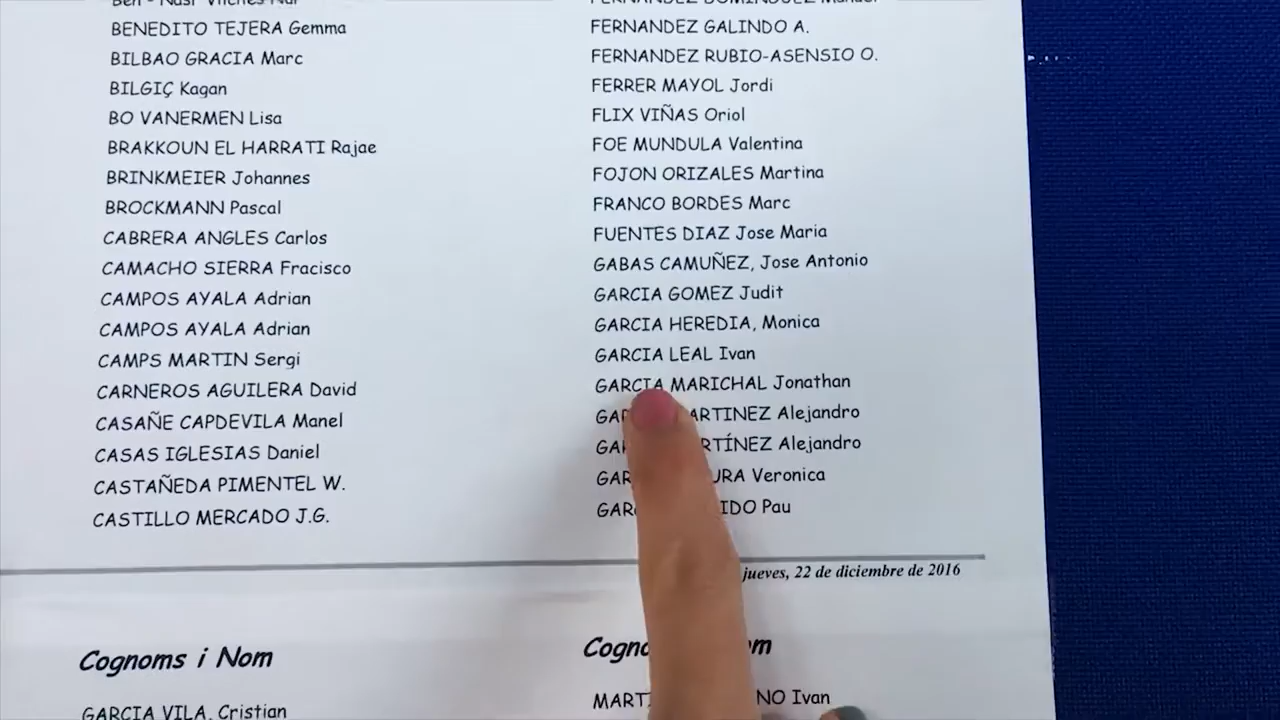 BENEDITO TEJERA Gemma
BILBAO GRACIA Marc
BILGIÇ Kagan
BO VANERMEN Lisa
BRAKKOUN EL HARRATI Rajae
BRINKMEIER Johannes
BROCKMANN Pascal
CABRERA ANGLES Carlos
CAMACHO SIERRA Fracisco
CAMPOS AYALA Adrian
CAMPOS AYALA Adrian
CAMPS MARTIN Sergi
CARNEROS AGUILERA David
CASAÑE CAPDEVILA Manel
CASAS IGLESIAS Daniel
CASTAÑEDA PIMENTEL W.
CASTILLO MERCADO J.G.
FERNANDEZ DOMINGUEZ Manuel
FERNANDEZ GALINDO A.
FERNANDEZ RUBIO-ASENSIO O.
FERRER MAYOL Jordi
FLIX VIÑAS Oriol
FOE MUNDULA Valentina
FOJON ORIZALES Martina
FRANCO BORDES Marc
FUENTES DIAZ Jose Maria
GABAS CAMUÑEZ, Jose Antonio
GARCIA GOMEZ Judit
GARCIA HEREDIA, Monica
GARCIA LEAL Ivan
GARCIA MARICHAL Jonathan
Alejandro
Alejandro
Veronica
Pau
jueves, 22 de diciembre de 2016
Cognoms i Nom
GARCIA VILA, Cristian
Ivan